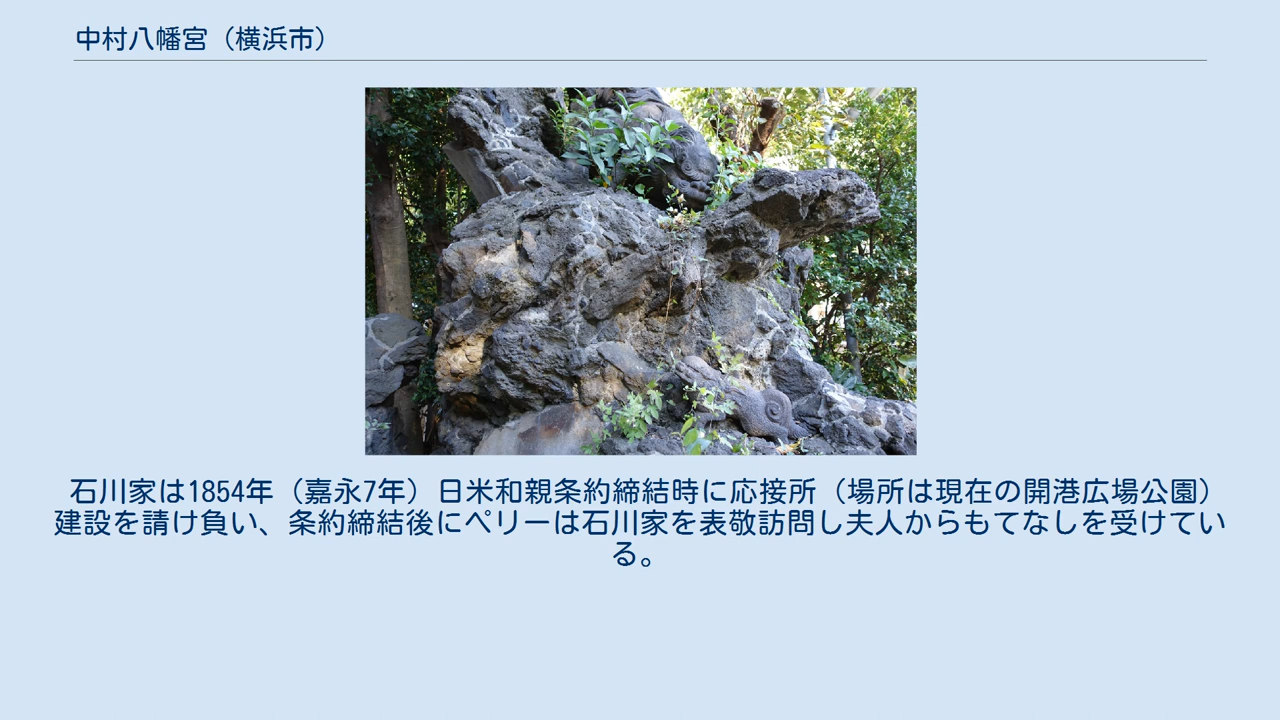 中村八幡宮（横浜市）
石川家は1854年（嘉永7年）日米和親条約締結時に応接所（場所は現在の開港広場公園）
建設を請け負い、条約締結後にペリーは石川家を表敬訪問し夫人からもてなしを受けてい
る。